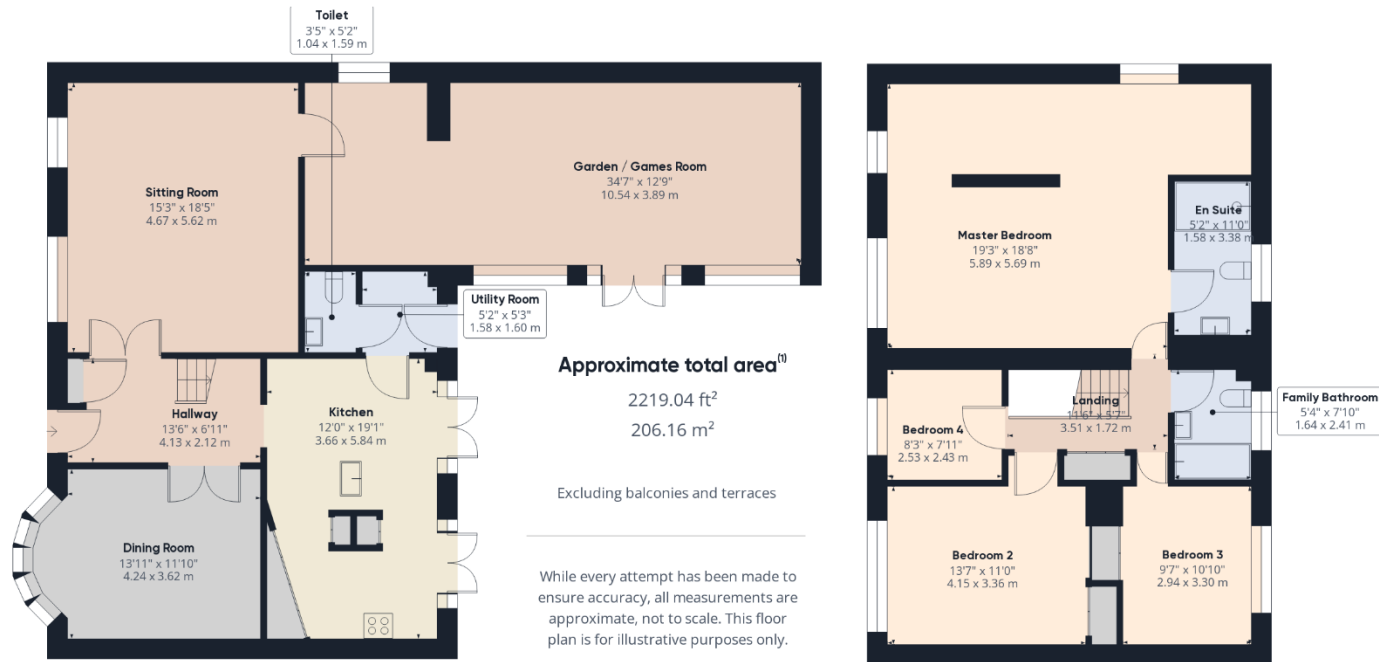 Toilet
3'5" x 5'2"
1.04 x 1.59 m
Sitting Room
15'3" x 18'5"
4.67 x 5.62 m
Garden / Games Room
34'7" x 12'9"
10.54 x 3.89 m
Utility Room
5'2" x 5'3"
1.58 x 1.60 m
Hallway
13'6" x 6'11"
4.13 x 2.12 m
Kitchen
12'0" x 19'1"
3.66 x 5.84 m
Dining Room
13'11" x 11'10"
4.24 x 3.62 m
Approximate total area(1)
2219.04 ft²
206.16 m²
Excluding balconies and terraces
While every attempt has been made to
ensure accuracy, all measurements are
approximate, not to scale. This floor
plan is for illustrative purposes only.
Master Bedroom
19'3" x 18'8"
5.89 x 5.69 m
En Suite
5'2" x 11'0"
1.58 x 3.38 m
Landing
11'6" x 5'7"
3.51 x 1.72 m
Family Bathroom
5'4" x 7'10"
1.64 x 2.41 m
Bedroom 4
8'3" x 7'11"
2.53 x 2.43 m
Bedroom 2
13'7" x 11'0"
4.15 x 3.36 m
Bedroom 3
9'7" x 10'10"
2.94 x 3.30 m